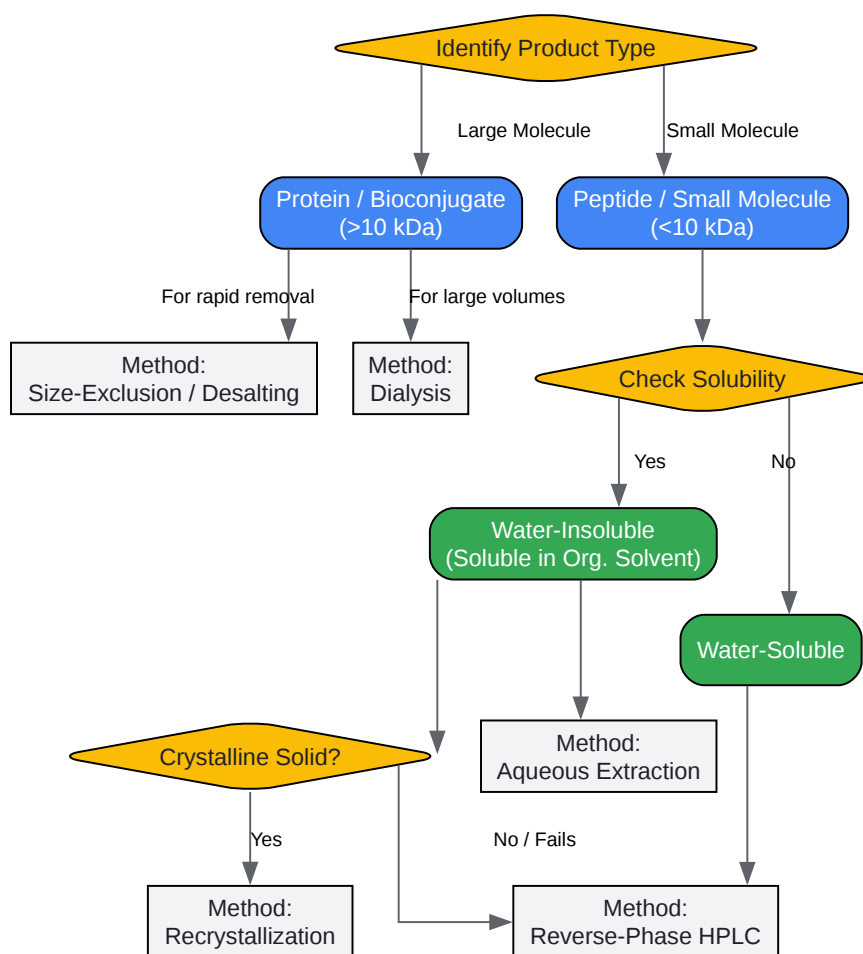 Identify Product Type
Large Molecule
Small Molecule
Protein / Bioconjugate
(>10 kDa)
Peptide / Small Molecule
(<10 kDa)
For rapid removal
For large volumes
Method:
Size-Exclusion / Desalting
Method:
Dialysis
Check Solubility
Yes
No
Water-Insoluble
(Soluble in Org. Solvent)
Water-Soluble
Crystalline Solid?
Method:
Aqueous Extraction
Yes
No / Fails
Method:
Recrystallization
Method:
Reverse-Phase HPLC